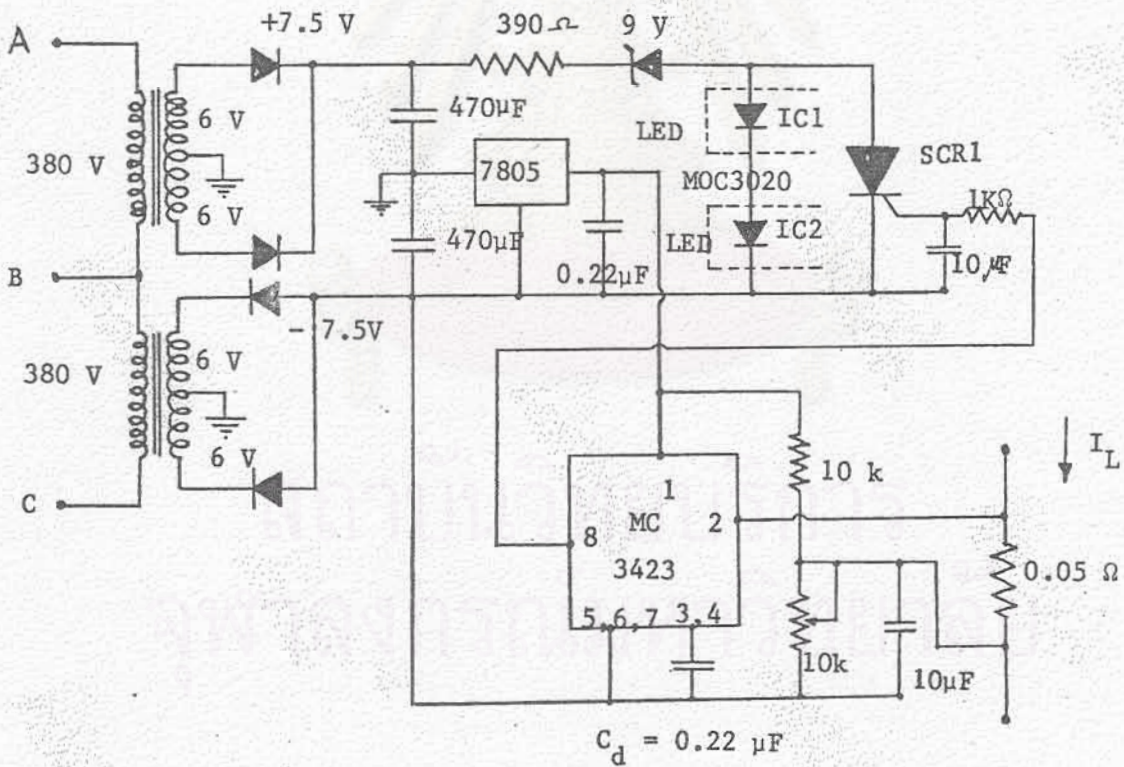 +7.5 V
390 Ω
9 V
A
470μF
6 V
380 V
6 V
LED
IC1
MOC3020
LED
IC2
SCR1
1KΩ
7805
B
470μF
0.22μF
10μF
- 7.5V
380 V
6 V
6 V
C
I_L
10 k
1
MC
2
8
3423
5,6,7
3,4
10k
10μF
0.05 Ω
C_d = 0.22 μF